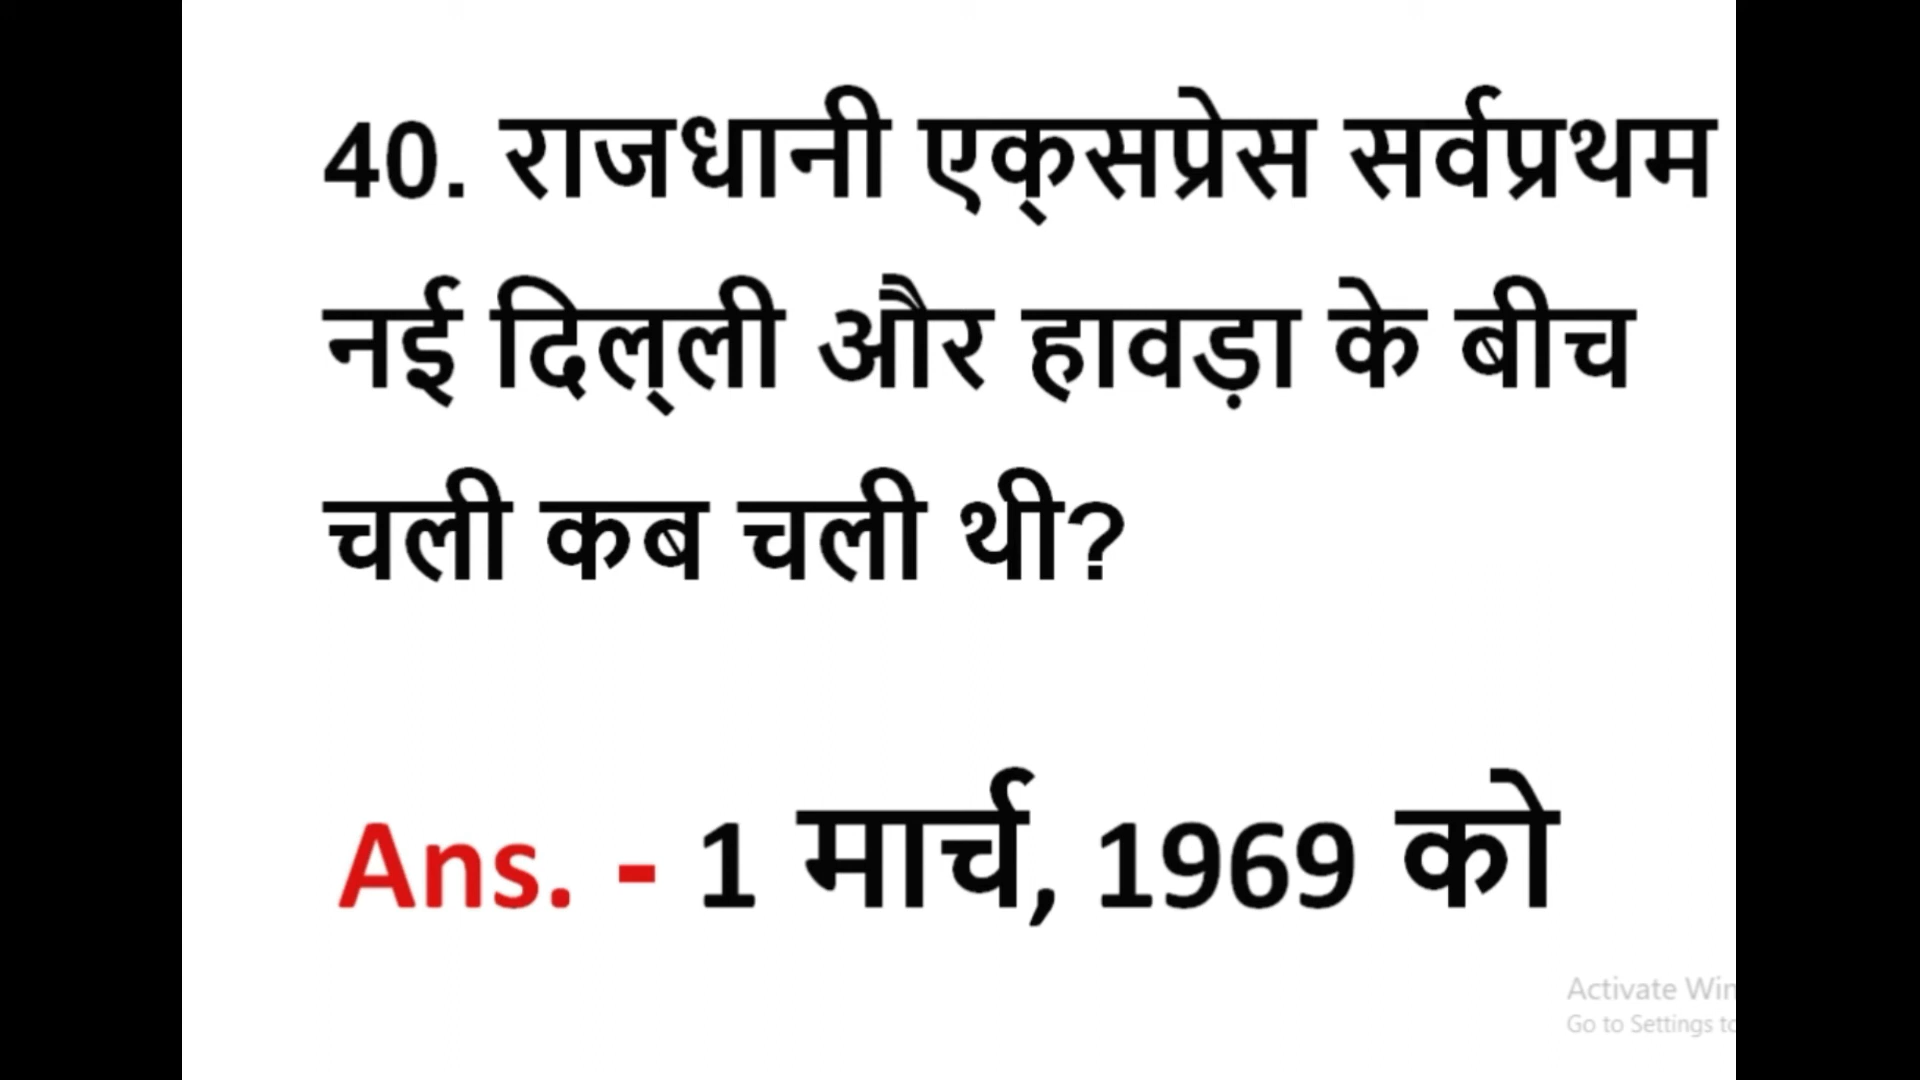 40. राजधानी एक्सप्रेस सर्वप्रथम
नई दिल्ली और हावड़ा के बीच
चली कब चली थी?
Ans. - 1 मार्च, 1969 को
Activate Win
Go to Settings to